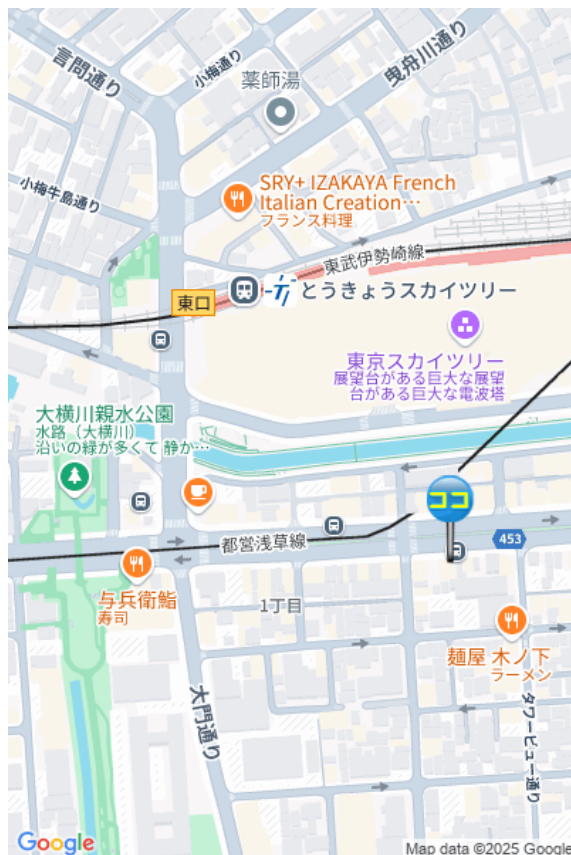 言問通り
小梅通り
曳舟川通り
薬師湯
小梅牛島通り
SRY+ IZAKAYA French
Italian Creation…
フランス料理
東武伊勢崎線
東口
とうきょうスカイツリー
東京スカイツリー
展望台がある巨大な展望
台がある巨大な電波塔
大横川親水公園
水路（大横川）
沿いの緑が多くて 静か…
ココ
都営浅草線
453
与兵衛鮨
寿司
1丁目
麺屋 木ノ下
ラーメン
大門通り
タワービュー通り
Google
Map data ©2025 Google